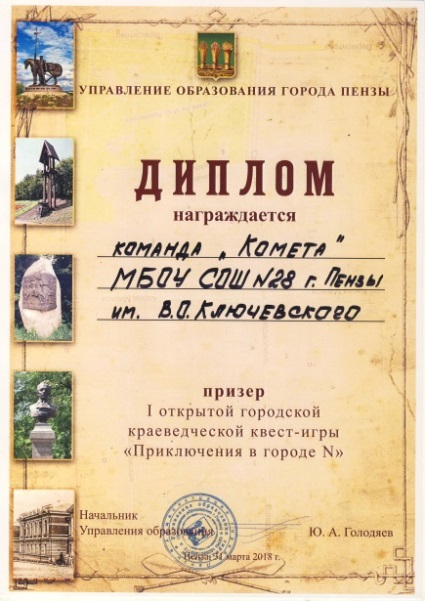 УПРАВЛЕНИЕ ОБРАЗОВАНИЯ ГОРОДА ПЕНЗЫ
ДИПЛОМ
награждается
команда „Комета"
МБОУ СОШ №28 г. Пензы
им. В.О. Ключевского
призер
I открытой городской
краеведческой квест-игры
«Приключения в городе N»
Начальник
Управления образования
Ю. А. Голодяев
Пенза, 31 марта 2018 г.